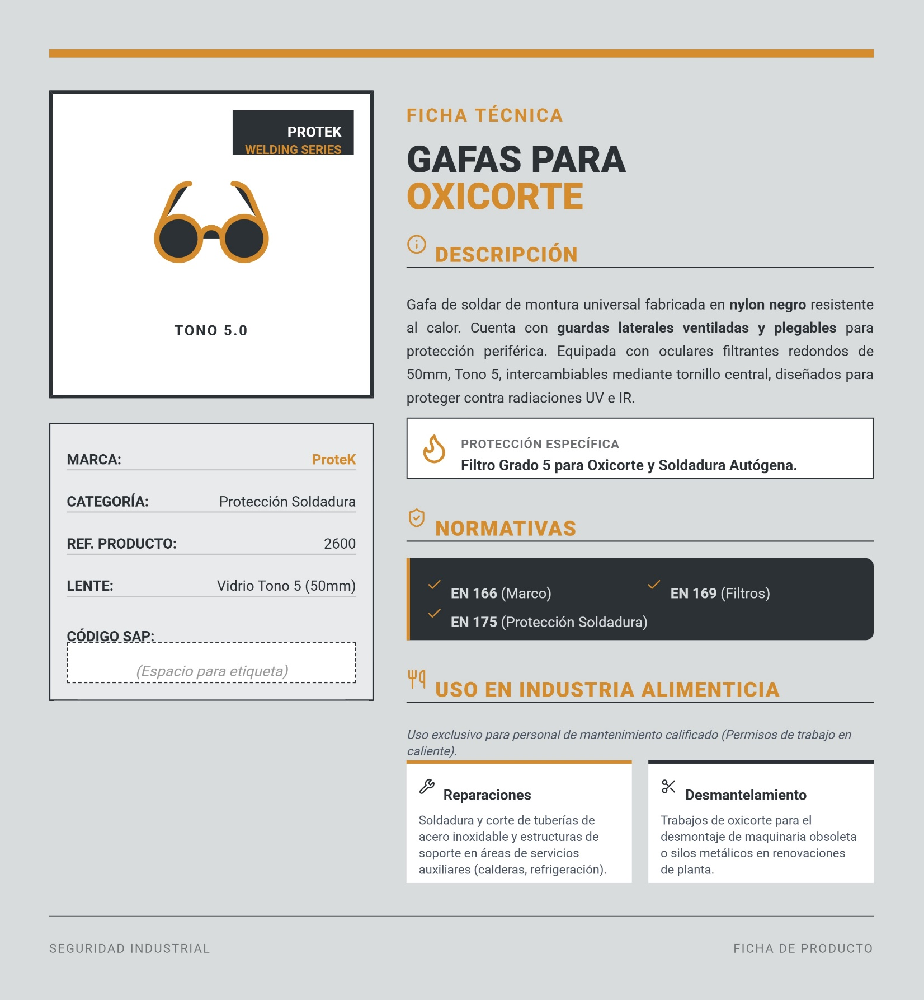 PROTEK
WELDING SERIES
TONO 5.0
MARCA: ProteK
CATEGORÍA: Protección Soldadura
REF. PRODUCTO: 2600
LENTE: Vidrio Tono 5 (50mm)
CÓDIGO SAP:
(Espacio para etiqueta)
FICHA TÉCNICA
GAFAS PARA
OXICORTE
DESCRIPCIÓN
Gafa de soldar de montura universal fabricada en nylon negro resistente
al calor. Cuenta con guardas laterales ventiladas y plegables para
protección periférica. Equipada con oculares filtrantes redondos de
50mm, Tono 5, intercambiables mediante tornillo central, diseñados para
proteger contra radiaciones UV e IR.
PROTECCIÓN ESPECÍFICA
Filtro Grado 5 para Oxicorte y Soldadura Autógena.
NORMATIVAS
EN 166 (Marco) EN 169 (Filtros)
EN 175 (Protección Soldadura)
USO EN INDUSTRIA ALIMENTICIA
Uso exclusivo para personal de mantenimiento calificado (Permisos de trabajo en
caliente).
Reparaciones
Soldadura y corte de tuberías de
acero inoxidable y estructuras de
soporte en áreas de servicios
auxiliares (calderas, refrigeración).
Desmantelamiento
Trabajos de oxicorte para el
desmontaje de maquinaria obsoleta
o silos metálicos en renovaciones
de planta.
SEGURIDAD INDUSTRIAL
FICHA DE PRODUCTO